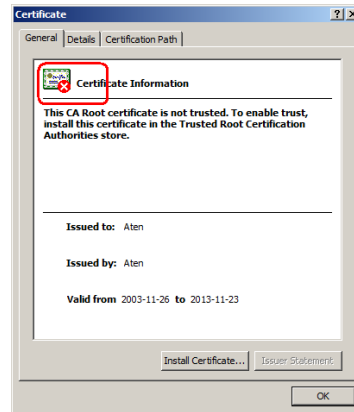 Certificate
General Details Certification Path
Certificate Information
This CA Root certificate is not trusted. To enable trust,
install this certificate in the Trusted Root Certification
Authorities store.
Issued to: Aten
Issued by: Aten
Valid from 2003-11-26 to 2013-11-23
Install Certificate... Issuer Statement
OK